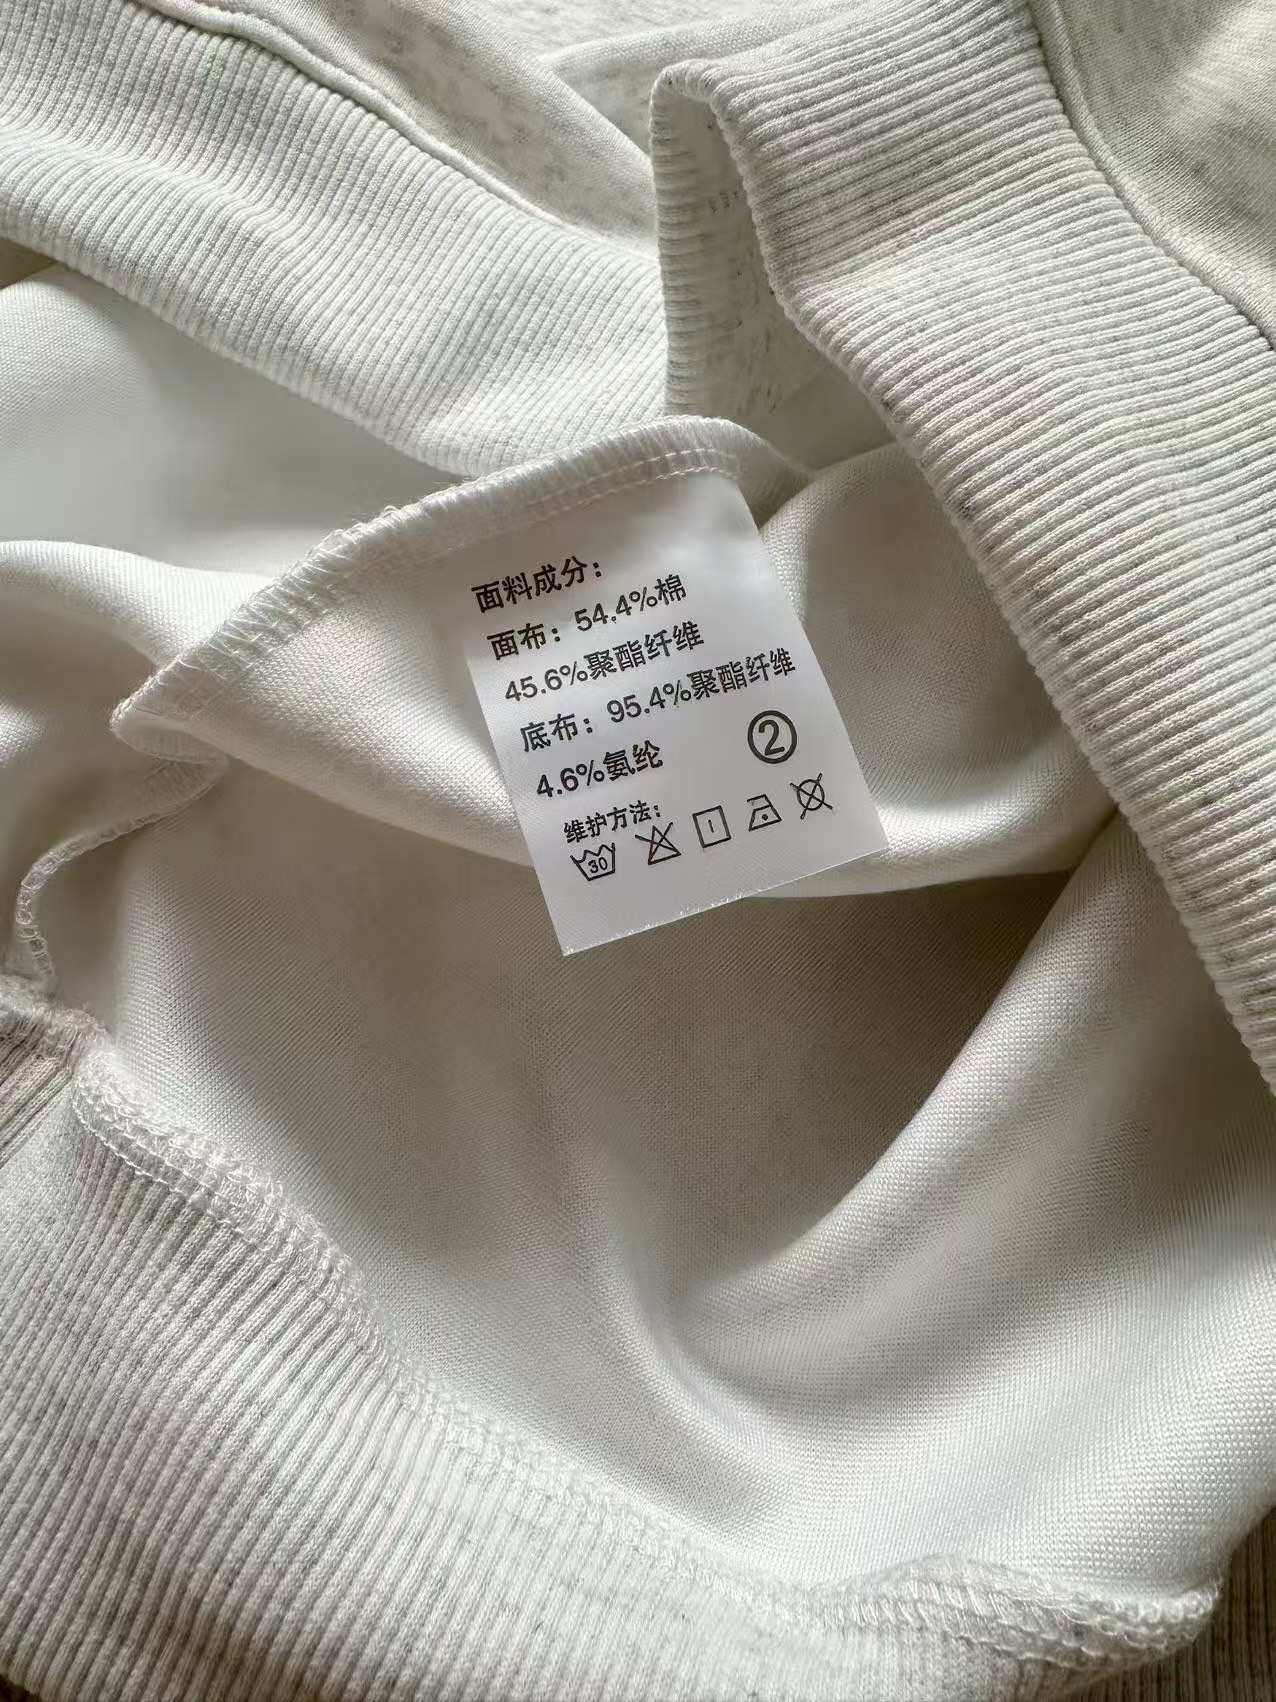 面料成分：
面布：54.4%棉
45.6%聚酯纤维
底布：95.4%聚酯纤维
4.6%氨纶
②
维护方法：
30